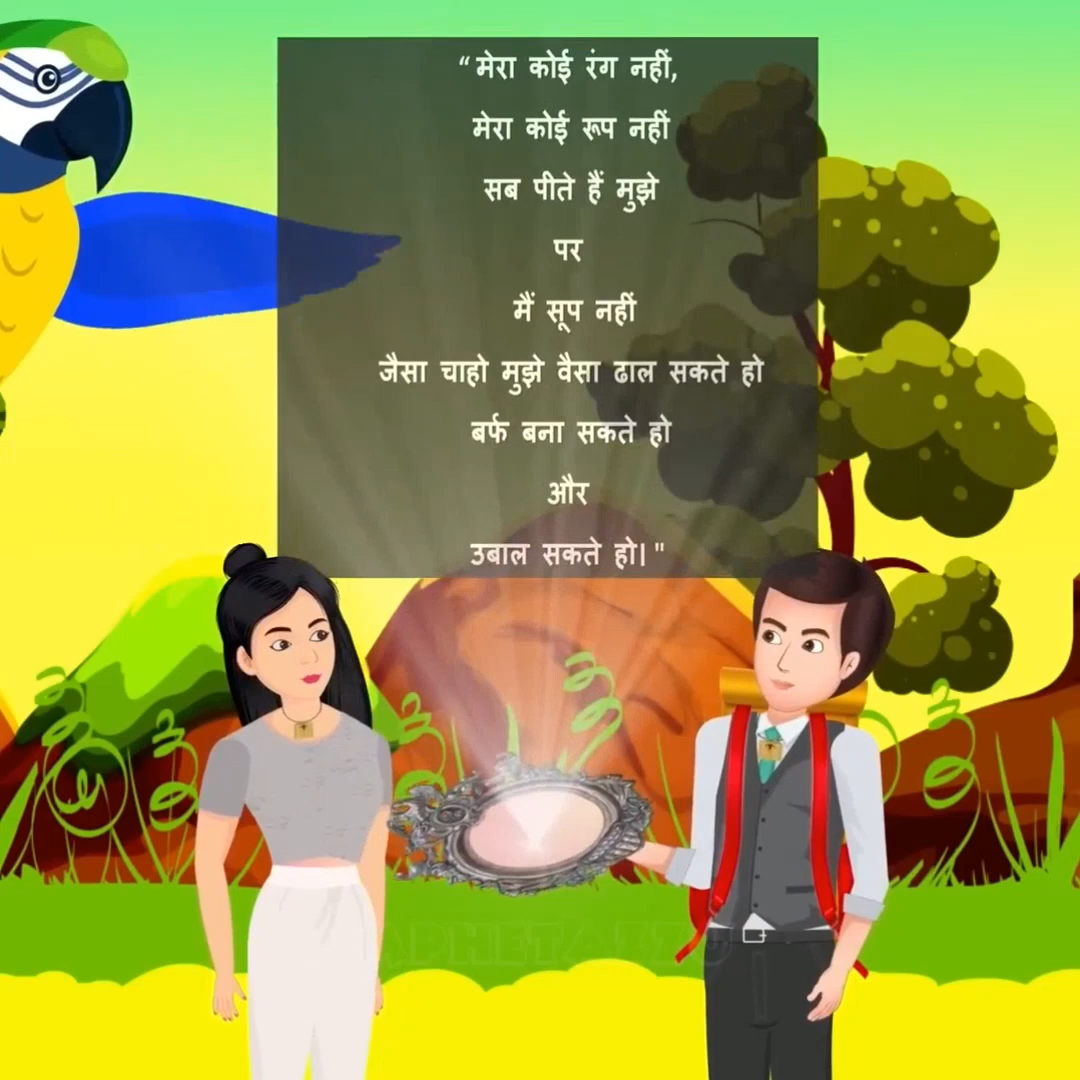 “ मेरा कोई रंग नहीं,
मेरा कोई रूप नहीं
सब पीते हैं मुझे
पर
मैं सूप नहीं
जैसा चाहो मुझे वैसा ढाल सकते हो
बर्फ बना सकते हो
और
उबाल सकते हो। "